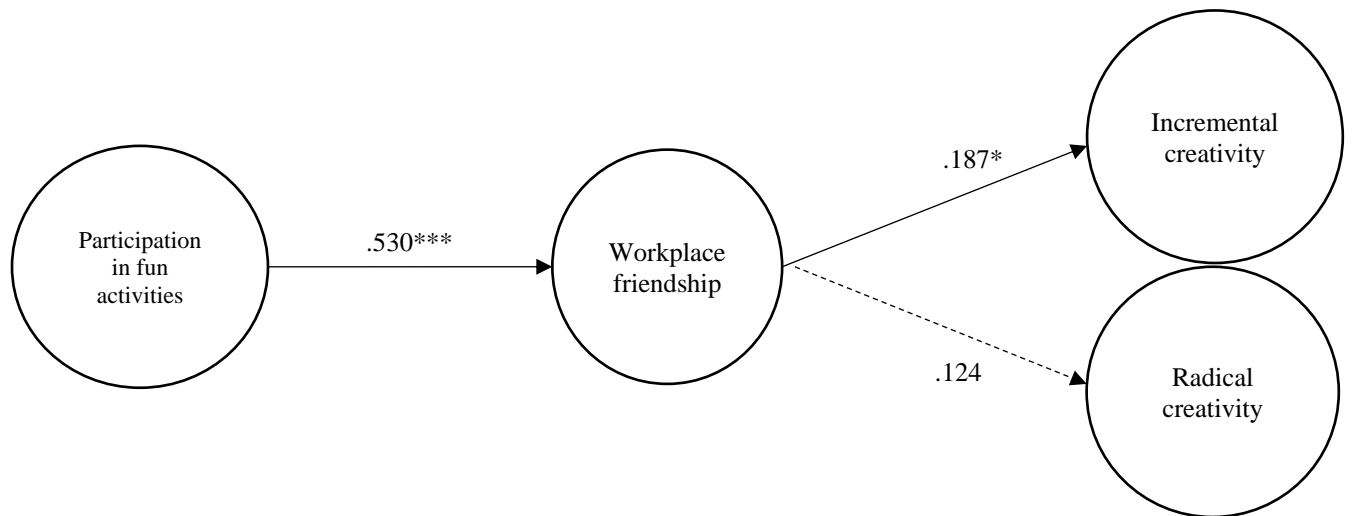 Participation
in fun
activities
.530***
Workplace
friendship
.187*
Incremental
creativity
.124
Radical
creativity